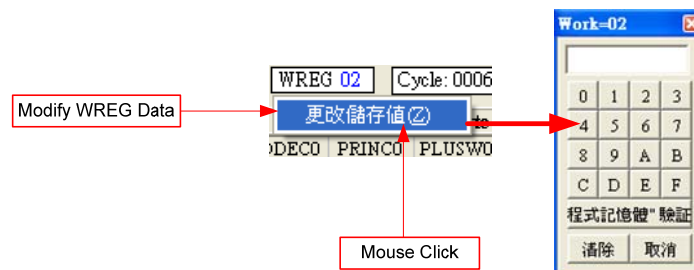 Work=02
WREG 02
Cycle: 0006
Modify WREG Data
更改儲存值(Z)
DDEC0 PRINC0 PLUSW0
0 1 2 3
4 5 6 7
8 9 A B
C D E F
程式記憶體" 驗証
清除 取消
Mouse Click